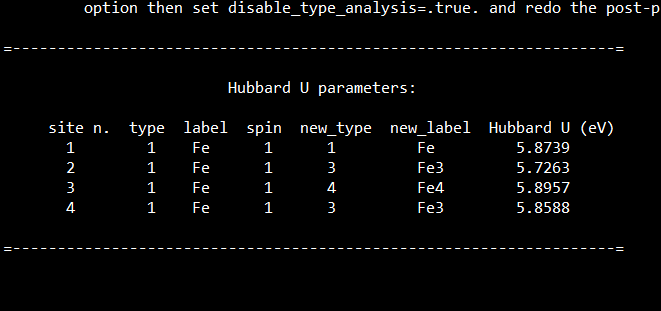 option then set disable_type_analysis=.true. and redo the post-p
=------------------------------------------------------------------=
Hubbard U parameters:
site n. type label spin new_type new_label Hubbard U (eV)
1 1 Fe 1 1 Fe 5.8739
2 1 Fe 1 3 Fe3 5.7263
3 1 Fe 1 4 Fe4 5.8957
4 1 Fe 1 3 Fe3 5.8588
=------------------------------------------------------------------=